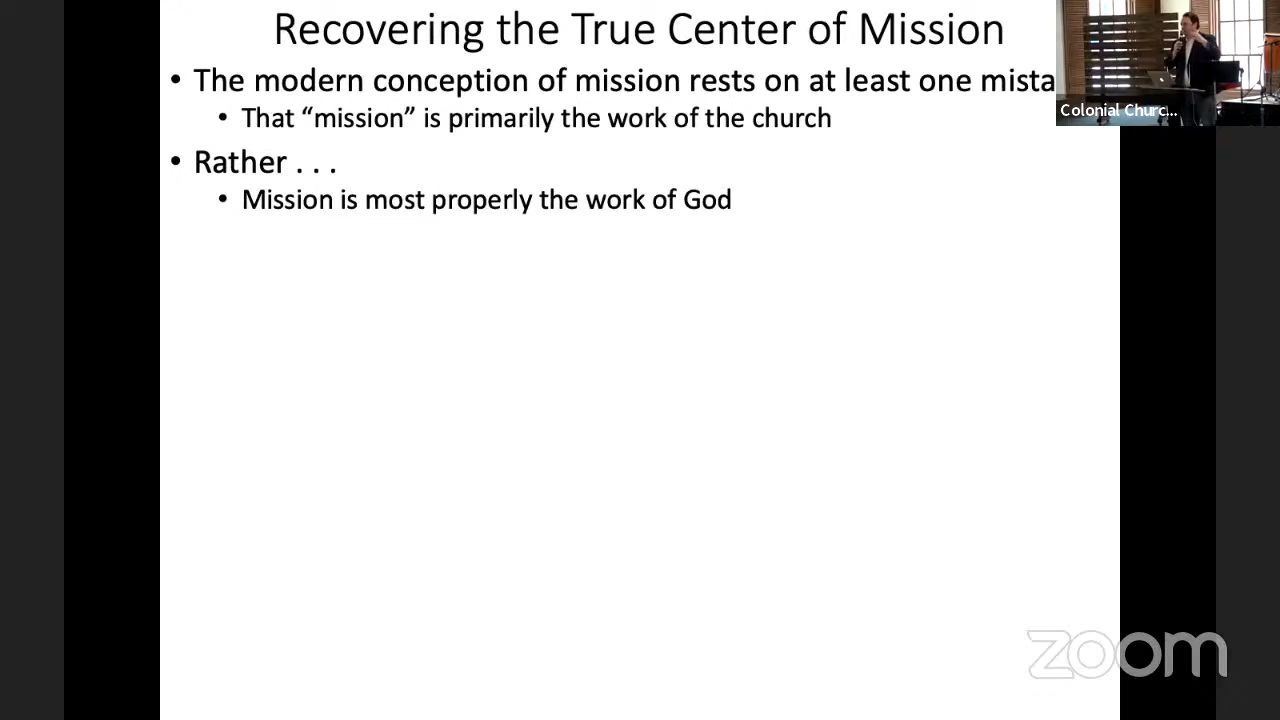 Recovering the True Center of Mission
• The modern conception of mission rests on at least one mista
Colonial Churc...
• That “mission” is primarily the work of the church
• Rather . . .
• Mission is most properly the work of God
zoom